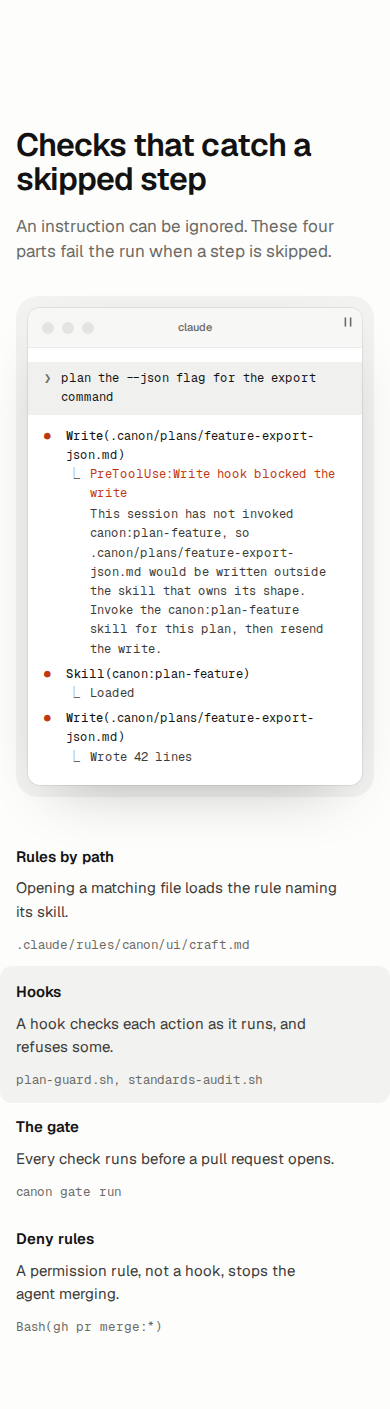 Checks that catch a
skipped step
An instruction can be ignored. These four
parts fail the run when a step is skipped.
claude
❯ plan the --json flag for the export
command
● Write(.canon/plans/feature-export-
json.md)
⎿ PreToolUse:Write hook blocked the
write
This session has not invoked
canon:plan-feature, so
.canon/plans/feature-export-
json.md would be written outside
the skill that owns its shape.
Invoke the canon:plan-feature
skill for this plan, then resend
the write.
● Skill(canon:plan-feature)
⎿ Loaded
● Write(.canon/plans/feature-export-
json.md)
⎿ Wrote 42 lines
Rules by path
Opening a matching file loads the rule naming
its skill.
.claude/rules/canon/ui/craft.md
Hooks
A hook checks each action as it runs, and
refuses some.
plan-guard.sh, standards-audit.sh
The gate
Every check runs before a pull request opens.
canon gate run
Deny rules
A permission rule, not a hook, stops the
agent merging.
Bash(gh pr merge:*)